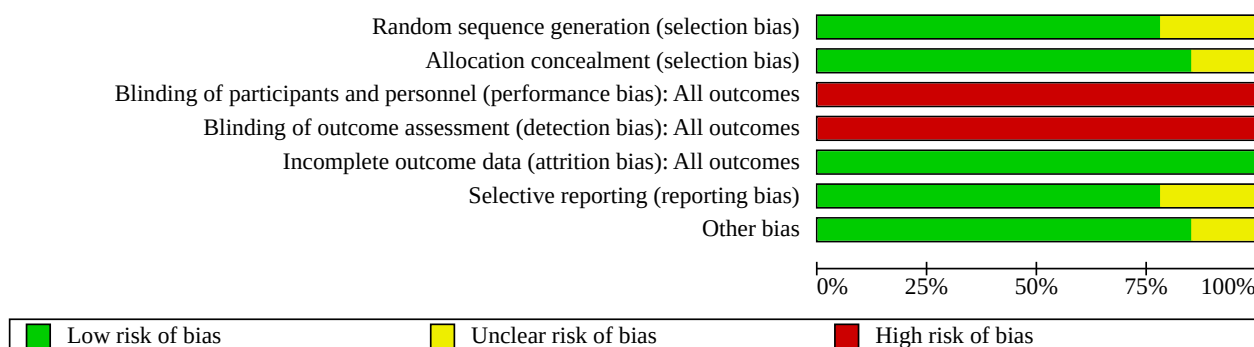 Random sequence generation (selection bias)
Allocation concealment (selection bias)
Blinding of participants and personnel (performance bias): All outcomes
Blinding of outcome assessment (detection bias): All outcomes
Incomplete outcome data (attrition bias): All outcomes
Selective reporting (reporting bias)
Other bias
0% 25% 50% 75% 100%
Low risk of bias Unclear risk of bias High risk of bias